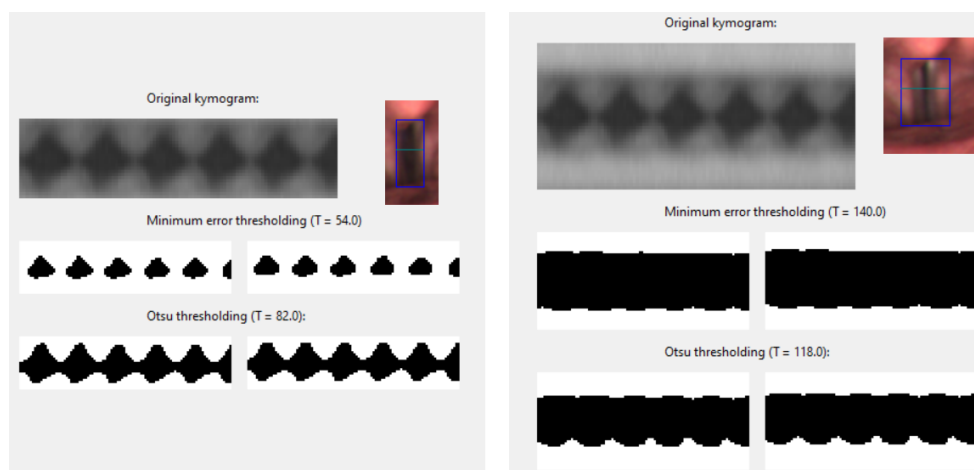 Original kymogram:
Minimum error thresholding (T = 54.0)
Otsu thresholding (T = 82.0):
Original kymogram:
Minimum error thresholding (T = 140.0)
Otsu thresholding (T = 118.0):